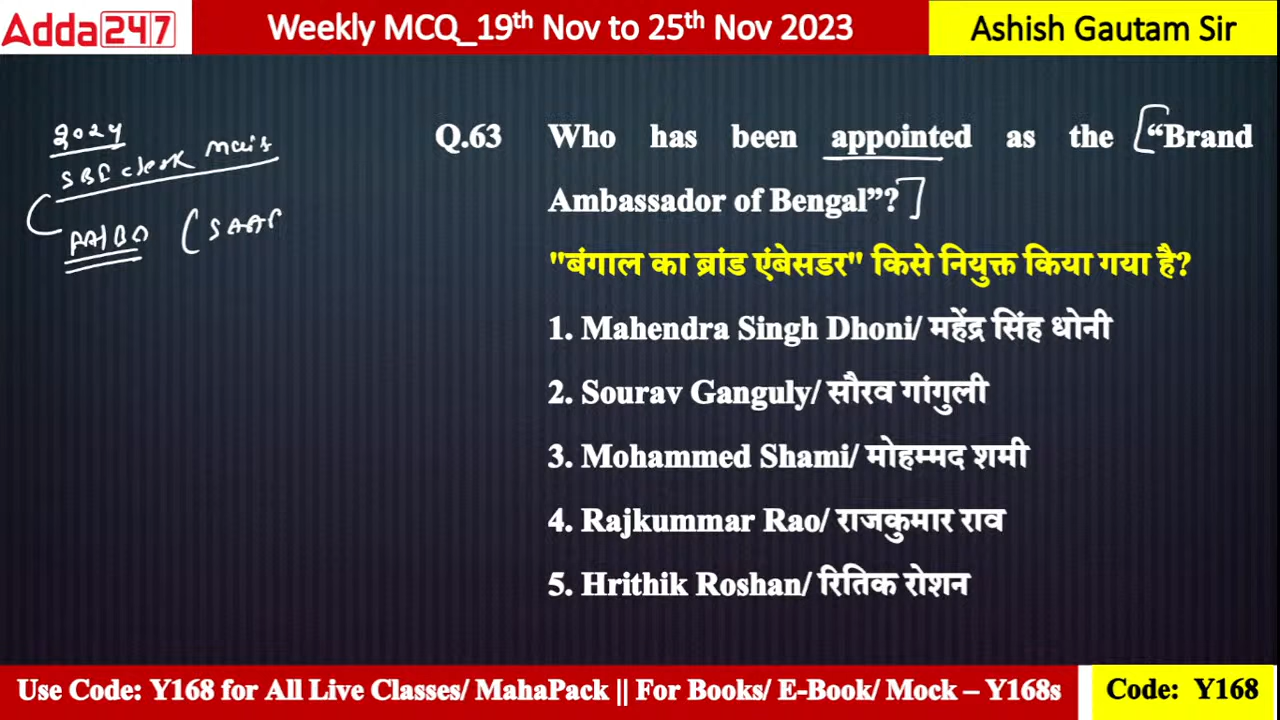 Adda247
Weekly MCQ_19th Nov to 25th Nov 2023
Ashish Gautam Sir
2024
SBI clerk Mains
Q.63 Who has been appointed as the ["Brand
Ambassador of Bengal"?]
"बंगाल का ब्रांड एंबेसडर" किसे नियुक्त किया गया है?
1. Mahendra Singh Dhoni/ महेंद्र सिंह धोनी
2. Sourav Ganguly/ सौरव गांगुली
3. Mohammed Shami/ मोहम्मद शमी
4. Rajkummar Rao/ राजकुमार राव
5. Hrithik Roshan/ रितिक रोशन
Use Code: Y168 for All Live Classes/ MahaPack || For Books/ E-Book/ Mock – Y168s
Code: Y168